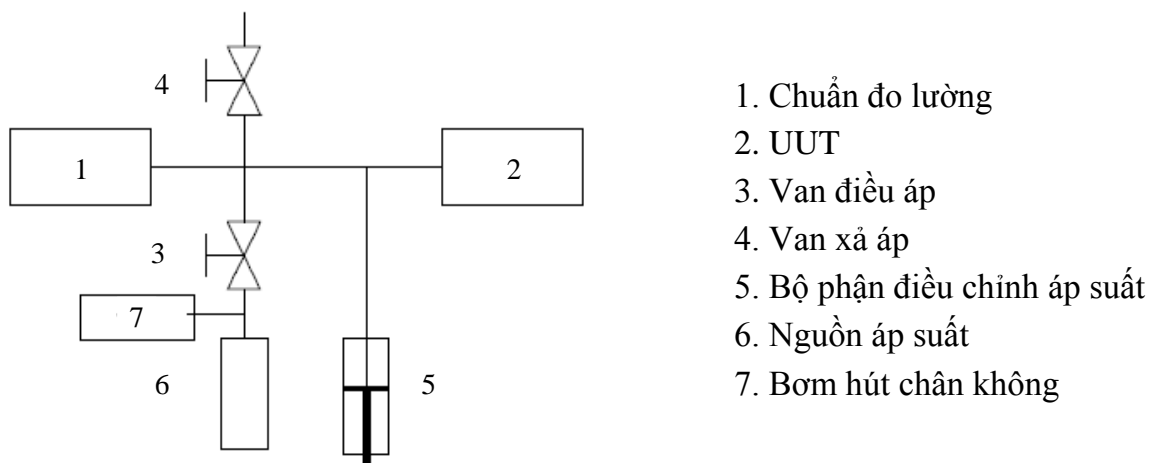 4
1
2
3
7
6
5
1. Chuẩn đo lường
2. UUT
3. Van điều áp
4. Van xả áp
5. Bộ phận điều chỉnh áp suất
6. Nguồn áp suất
7. Bơm hút chân không